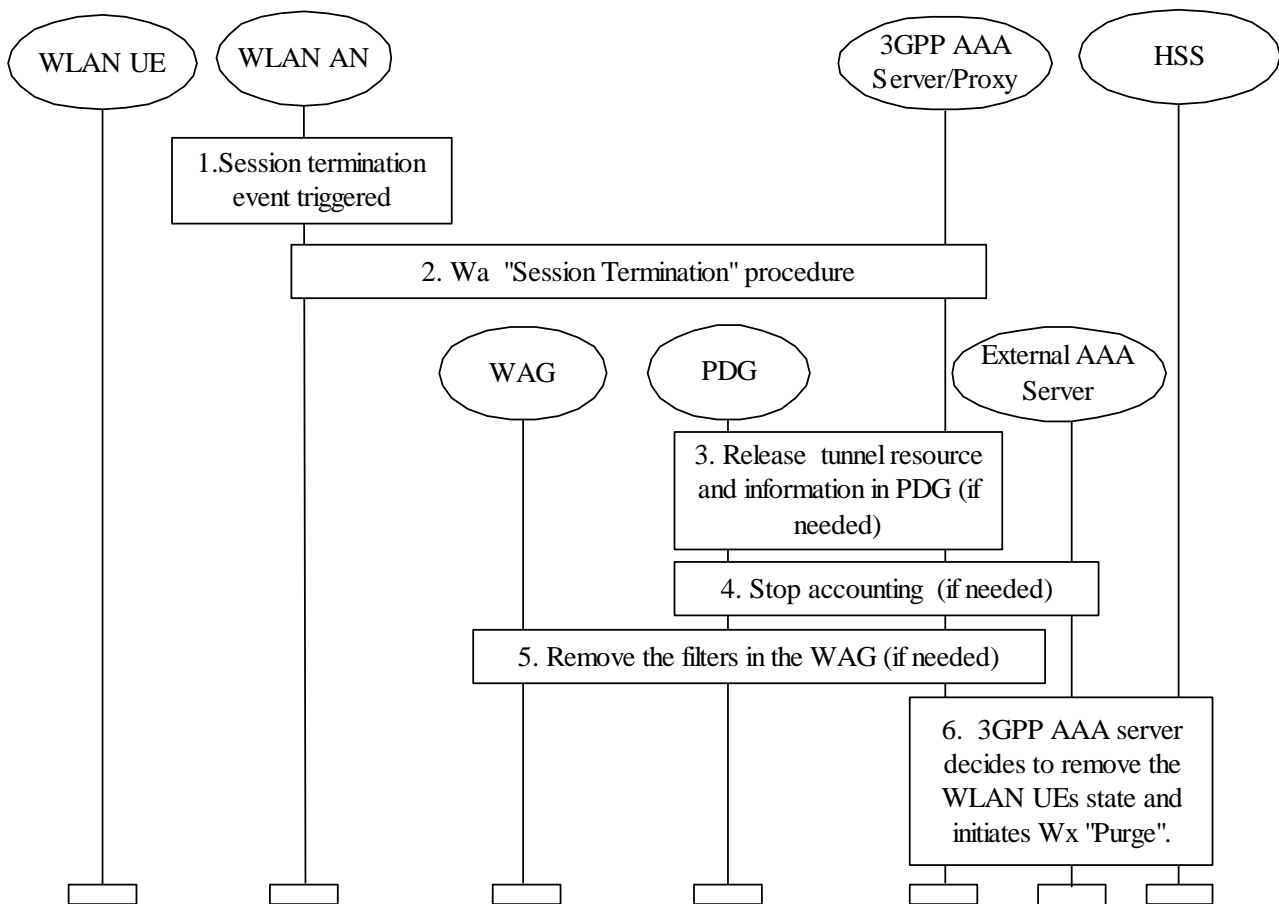 WLAN UE
WLAN AN
3GPP AAA
Server/Proxy
HSS
1.Session termination
event triggered
2. Wa "Session Termination" procedure
WAG
PDG
External AAA
Server
3. Release tunnel resource
and information in PDG (if
needed)
4. Stop accounting (if needed)
5. Remove the filters in the WAG (if needed)
6. 3GPP AAA server
decides to remove the
WLAN UEs state and
initiates Wx "Purge".